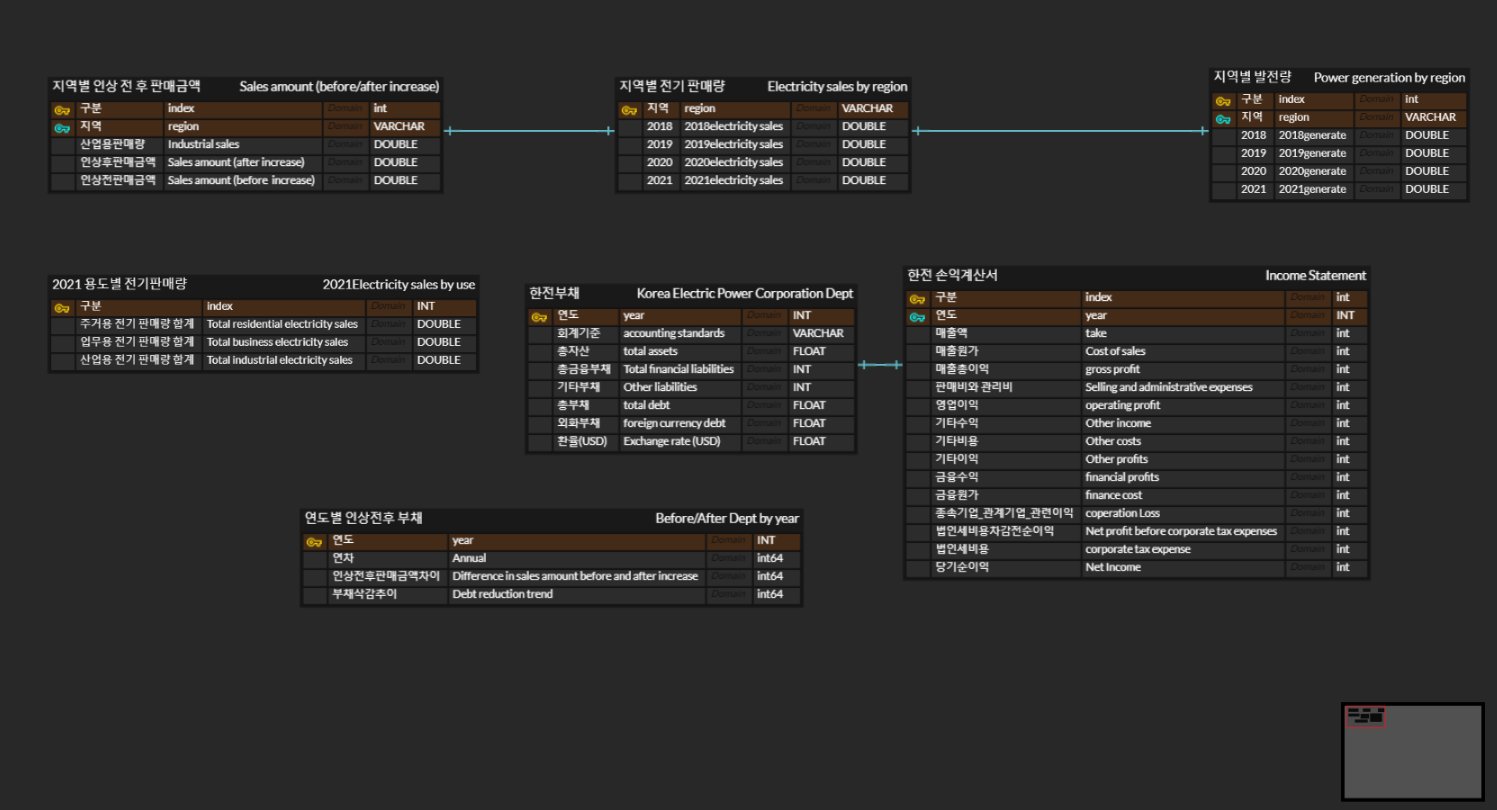 지역별 인상 전 후 판매금액 Sales amount (before/after increase)
구분 index Domain int
지역 region Domain VARCHAR
산업용판매량 Industrial sales Domain DOUBLE
인상후판매금액 Sales amount (after increase) Domain DOUBLE
인상전판매금액 Sales amount (before increase) Domain DOUBLE
지역별 전기 판매량 Electricity sales by region
지역 region Domain VARCHAR
2018 2018electricity sales Domain DOUBLE
2019 2019electricity sales Domain DOUBLE
2020 2020electricity sales Domain DOUBLE
2021 2021electricity sales Domain DOUBLE
지역별 발전량 Power generation by region
구분 index Domain int
지역 region Domain VARCHAR
2018 2018generate Domain DOUBLE
2019 2019generate Domain DOUBLE
2020 2020generate Domain DOUBLE
2021 2021generate Domain DOUBLE
2021 용도별 전기판매량 2021Electricity sales by use
구분 index Domain INT
주거용 전기 판매량 합계 Total residential electricity sales Domain DOUBLE
업무용 전기 판매량 합계 Total business electricity sales Domain DOUBLE
산업용 전기 판매량 합계 Total industrial electricity sales Domain DOUBLE
한전부채 Korea Electric Power Corporation Dept
연도 year Domain INT
회계기준 accounting standards Domain VARCHAR
총자산 total assets Domain FLOAT
총금융부채 Total financial liabilities Domain INT
기타부채 Other liabilities Domain INT
총부채 total debt Domain FLOAT
외화부채 foreign currency debt Domain FLOAT
환율(USD) Exchange rate (USD) Domain FLOAT
한전 손익계산서 Income Statement
구분 index Domain int
연도 year Domain INT
매출액 take Domain int
매출원가 Cost of sales Domain int
매출총이익 gross profit Domain int
판매비와 관리비 Selling and administrative expenses Domain int
영업이익 operating profit Domain int
기타수익 Other income Domain int
기타비용 Other costs Domain int
기타이익 Other profits Domain int
금융수익 financial profits Domain int
금융원가 finance cost Domain int
종속기업_관계기업_관련이익 coperation Loss Domain int
법인세비용차감전순이익 Net profit before corporate tax expenses Domain int
법인세비용 corporate tax expense Domain int
당기순이익 Net Income Domain int
연도별 인상전후 부채 Before/After Dept by year
연도 year Domain INT
연차 Annual Domain int64
인상전후판매금액차이 Difference in sales amount before and after increase Domain int64
부채삭감추이 Debt reduction trend Domain int64